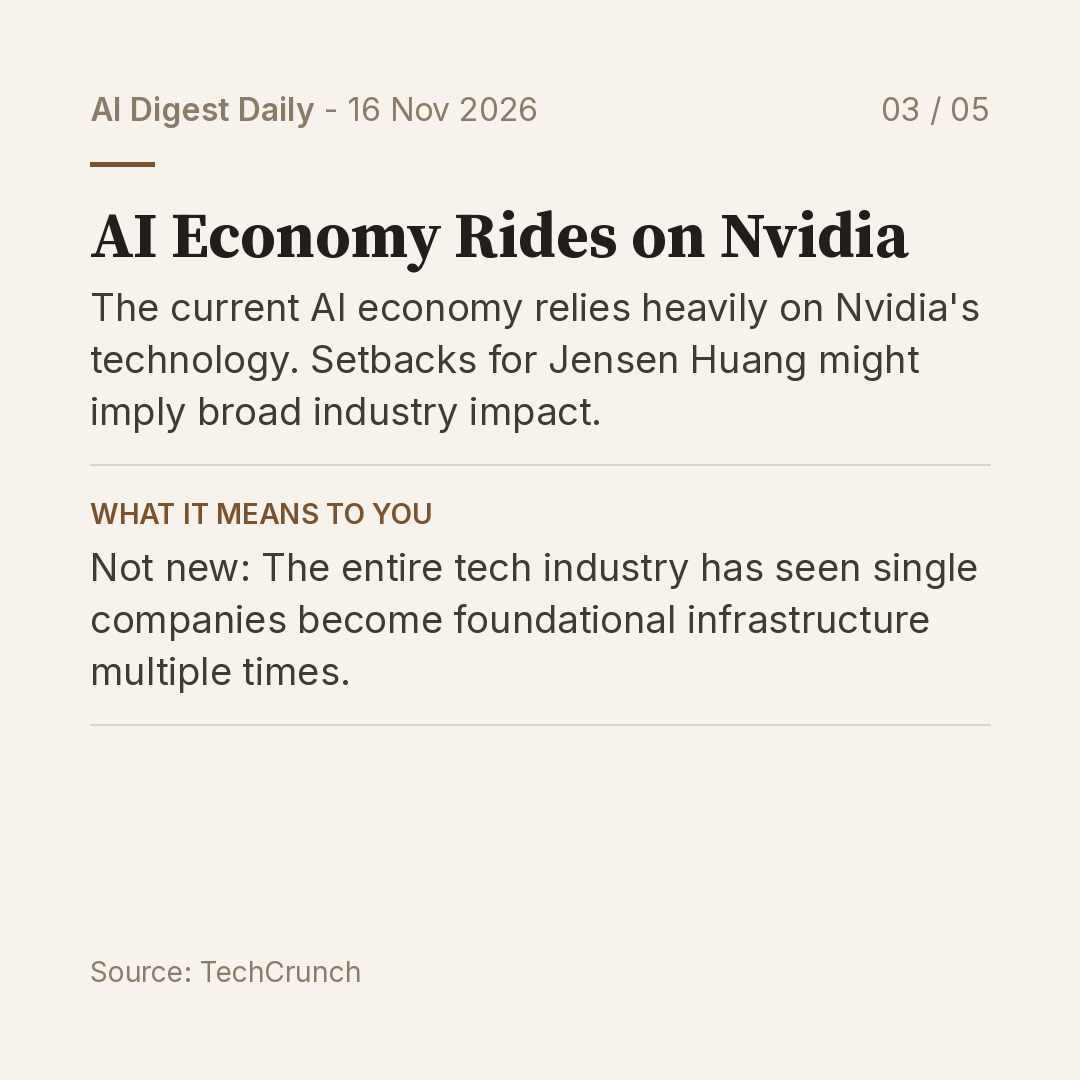 AI Digest Daily - 16 Nov 2026
03 / 05
AI Economy Rides on Nvidia
The current AI economy relies heavily on Nvidia's
technology. Setbacks for Jensen Huang might
imply broad industry impact.
WHAT IT MEANS TO YOU
Not new: The entire tech industry has seen single
companies become foundational infrastructure
multiple times.
Source: TechCrunch